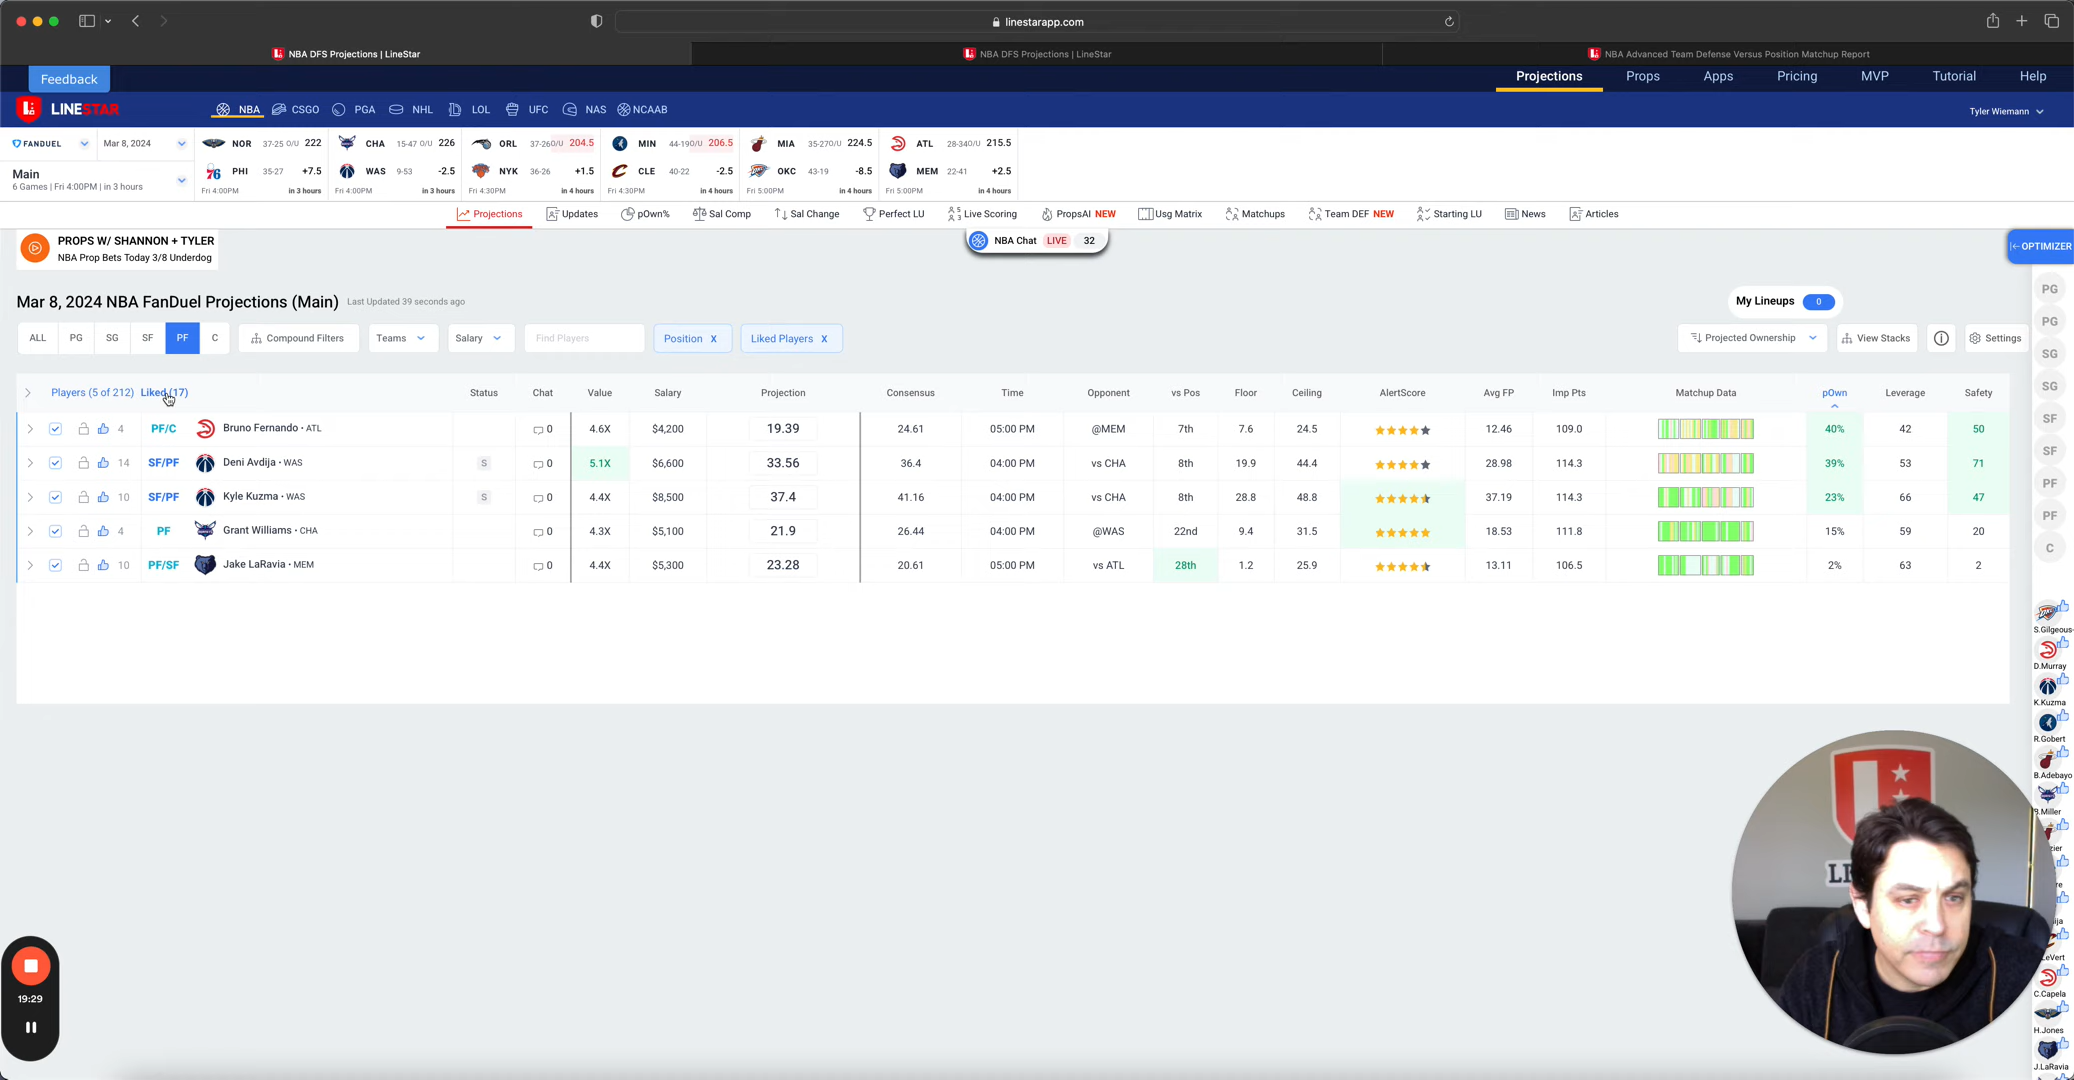 linestarapp.com
NBA DFS Projections | LineStar
NBA DFS Projections | LineStar
NBA Advanced Team Defense Versus Position Matchup Report
Feedback
Projections Props Apps Pricing MVP Tutorial Help
LINESTAR
NBA CSGO PGA NHL LOL UFC NAS NCAAB
Tyler Wiemann
FANDUEL Mar 8, 2024
Main
6 Games | Fri 4:00PM | in 3 hours
NOR 37-25 O/U 222
PHI 35-27 +7.5
Fri 4:00PM in 3 hours
CHA 15-47 O/U 226
WAS 9-53 -2.5
Fri 4:00PM in 3 hours
ORL 37-26 O/U 204.5
NYK 36-26 +1.5
Fri 4:30PM in 4 hours
MIN 44-19 O/U 206.5
CLE 40-22 -2.5
Fri 4:30PM in 4 hours
MIA 35-27 O/U 224.5
OKC 43-19 -8.5
Fri 5:00PM in 4 hours
ATL 28-34 O/U 215.5
MEM 22-41 +2.5
Fri 5:00PM in 4 hours
Projections Updates pOwn% Sal Comp Sal Change Perfect LU Live Scoring PropsAI NEW Usg Matrix Matchups Team DEF NEW Starting LU News Articles
PROPS W/ SHANNON + TYLER
NBA Prop Bets Today 3/8 Underdog
NBA Chat LIVE 32
OPTIMIZER
Mar 8, 2024 NBA FanDuel Projections (Main) Last Updated 39 seconds ago
My Lineups 0
ALL PG SG SF PF C Compound Filters Teams Salary Find Players Position X Liked Players X
Projected Ownership View Stacks Settings
Players (5 of 212) Liked (17) Status Chat Value Salary Projection Consensus Time Opponent vs Pos Floor Ceiling AlertScore Avg FP Imp Pts Matchup Data pOwn Leverage Safety
4 PF/C Bruno Fernando • ATL 0 4.6X $4,200 19.39 24.61 05:00 PM @MEM 7th 7.6 24.5 12.46 109.0 40% 42 50
14 SF/PF Deni Avdija • WAS S 0 5.1X $6,600 33.56 36.4 04:00 PM vs CHA 8th 19.9 44.4 28.98 114.3 39% 53 71
10 SF/PF Kyle Kuzma • WAS S 0 4.4X $8,500 37.4 41.16 04:00 PM vs CHA 8th 28.8 48.8 37.19 114.3 23% 66 47
4 PF Grant Williams • CHA 0 4.3X $5,100 21.9 26.44 04:00 PM @WAS 22nd 9.4 31.5 18.53 111.8 15% 59 20
10 PF/SF Jake LaRavia • MEM 0 4.4X $5,300 23.28 20.61 05:00 PM vs ATL 28th 1.2 25.9 13.11 106.5 2% 63 2
PG
PG
SG
SG
SF
SF
PF
PF
C
S.Gilgeous-
D.Murray
K.Kuzma
R.Gobert
B.Adebayo
B.Miller
C.Capela
H.Jones
J.LaRavia
19:29